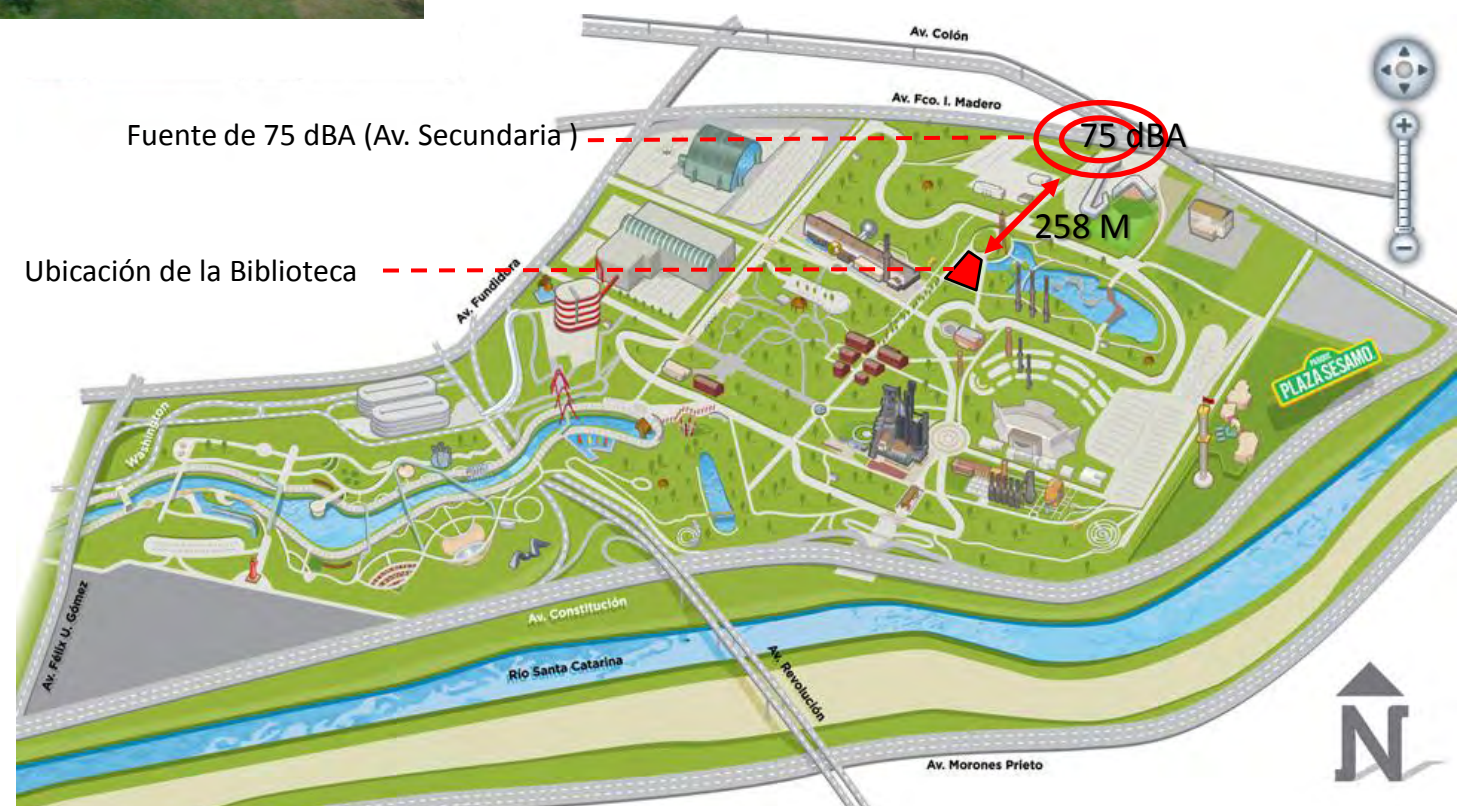 Av. Colón
Av. Fco. I. Madero
Fuente de 75 dBA (Av. Secundaria )
75 dBA
258 M
Ubicación de la Biblioteca
Av. Fundidora
PARQUE
PLAZA SÉSAMO
Washington
Av. Félix U. Gómez
Av. Constitución
Río Santa Catarina
Av. Revolución
Av. Morones Prieto
N